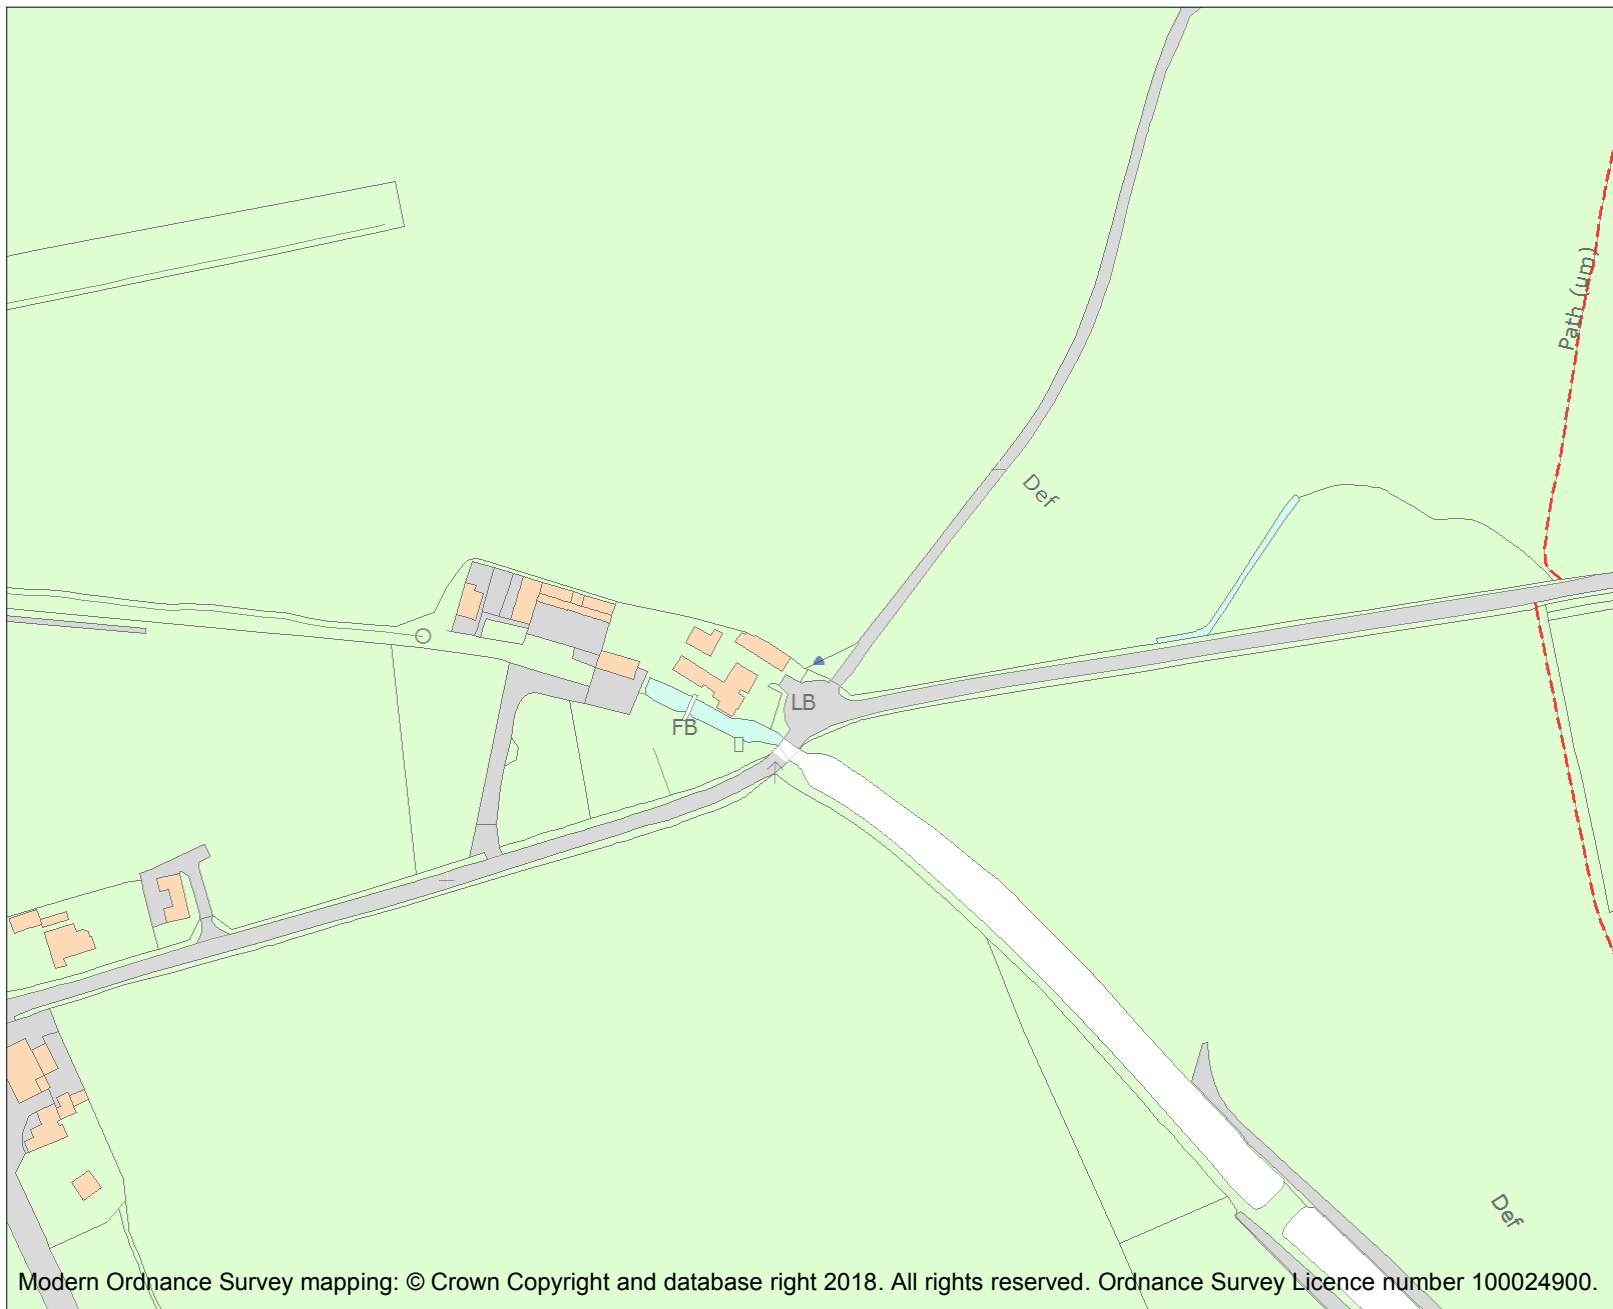 Path (um)
Def
LB
FB
Def
Modern Ordnance Survey mapping: © Crown Copyright and database right 2018. All rights reserved. Ordnance Survey Licence number 100024900.